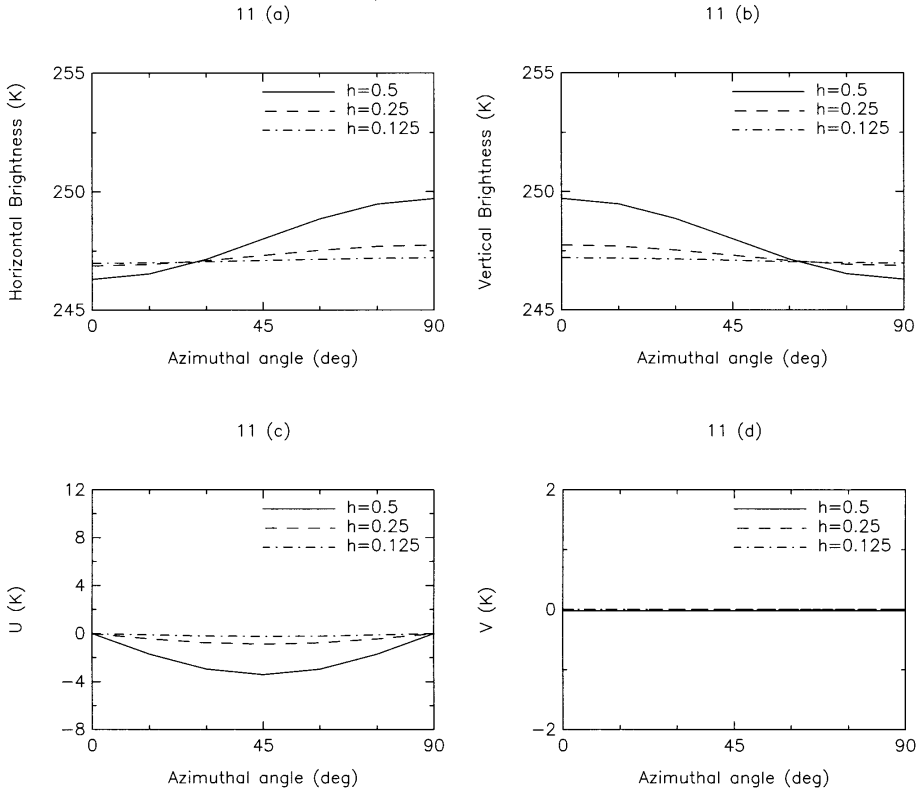 11 (a)
255
250
245
Horizontal Brightness (K)
h=0.5
h=0.25
h=0.125
0
45
90
Azimuthal angle (deg)
11 (b)
255
250
245
Vertical Brightness (K)
h=0.5
h=0.25
h=0.125
0
45
90
Azimuthal angle (deg)
11 (c)
12
8
4
0
-4
-8
U (K)
h=0.5
h=0.25
h=0.125
0
45
90
Azimuthal angle (deg)
11 (d)
2
0
-2
V (K)
h=0.5
h=0.25
h=0.125
0
45
90
Azimuthal angle (deg)